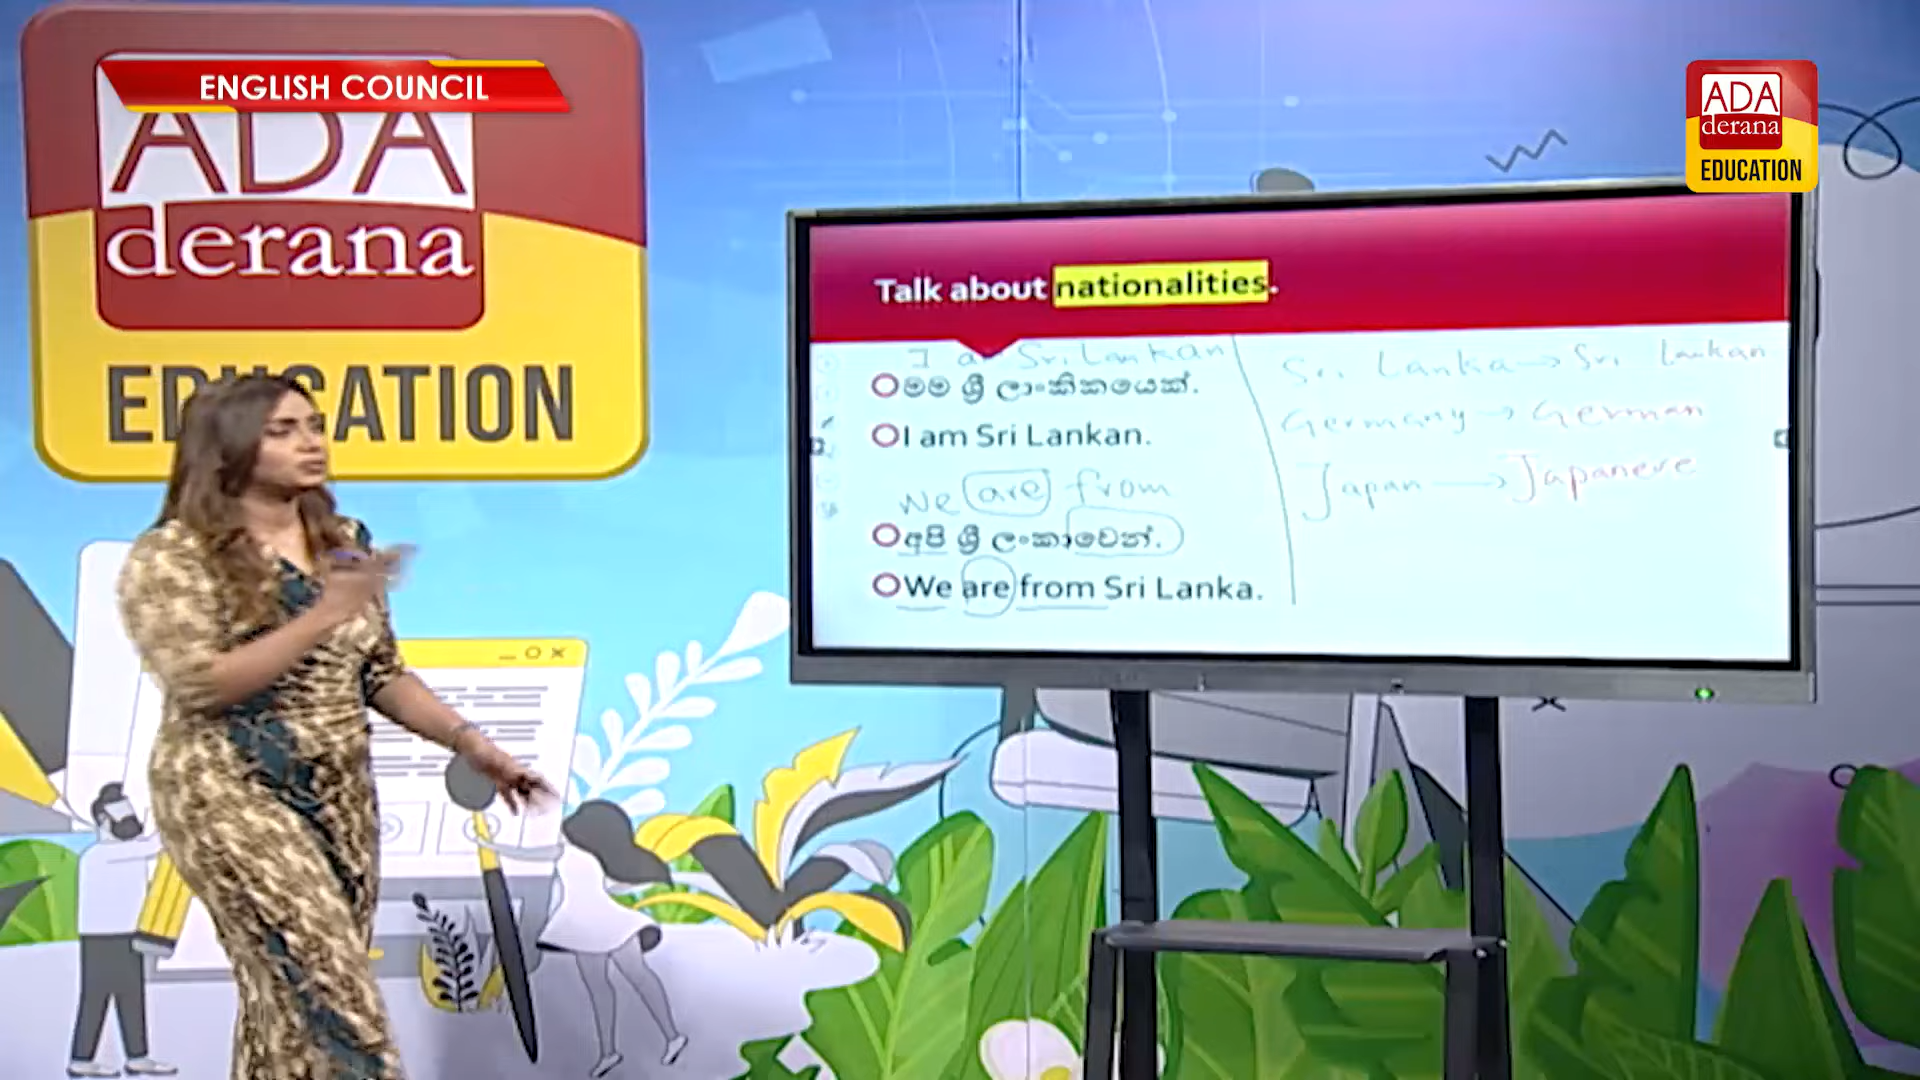 ENGLISH COUNCIL
ADA
derana
EDUCATION
ADA
derana
EDUCATION
Talk about nationalities.
I am Sri Lankan
මම ශ්‍රී ලාංකිකයෙක්.
I am Sri Lankan.
we are from
අපි ශ්‍රී ලංකාවෙන්.
We are from Sri Lanka.
Sri Lanka → Sri Lankan
Germany → German
Japan → Japanese